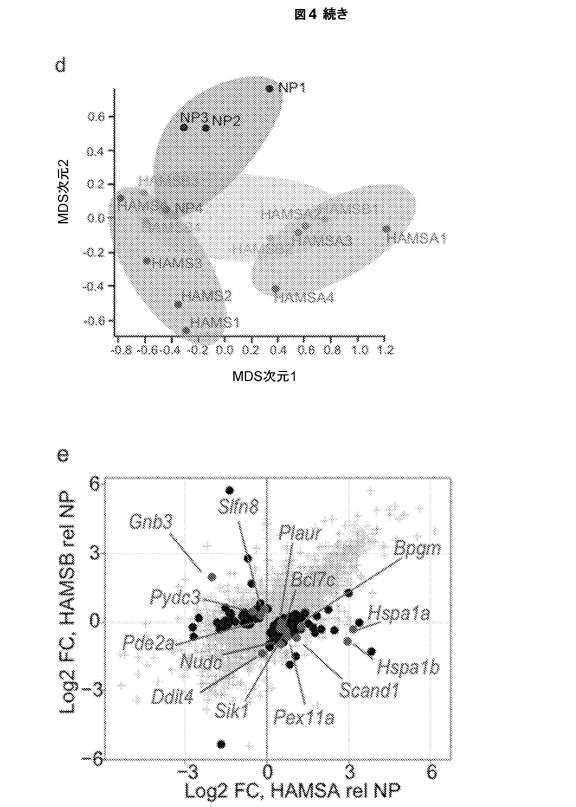 図4 続き
d
NP1
NP3 NP2
HAMSB3
HAMS4 NP4
HAMSB4
HAMSA2 HAMSB1
HAMSA3 HAMSA1
HAMSB2
HAMS3
HAMS2 HAMSA4
HAMS1
MDS次元2
0.6
0.4
0.2
0.0
-0.2
-0.4
-0.6
-0.8 -0.6 -0.4 -0.2 0.0 0.2 0.4 0.6 0.8 1.0 1.2
MDS次元1
e
Log2 FC, HAMSB rel NP
6
3
0
−3
−6
Slfn8
Gnb3
Plaur
Bpgm
Bcl7c
Pydc3
Hspa1a
Pde2a
Nudc
Hspa1b
Ddit4
Scand1
Sik1
Pex11a
−3 0 3 6
Log2 FC, HAMSA rel NP